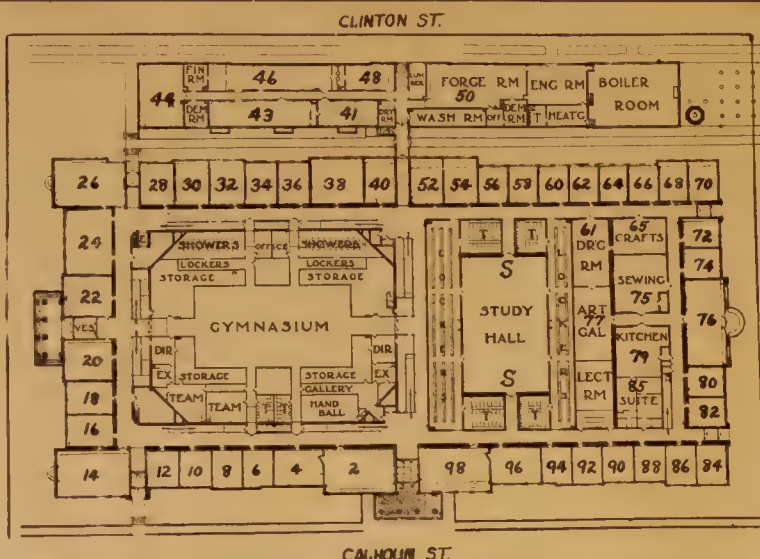 CLINTON ST.
FIN RM 46 48 FORGE RM ENG RM BOILER ROOM
44 50
DEM RM 43 41 DRY RM WASH RM OFF DEM RM T HEATG
26 28 30 32 34 36 38 40 52 54 56 58 60 62 64 66 68 70
24 SHOWERS OFFICE SHOWERS T T 61 DRG RM 65 CRAFTS 72
LOCKERS LOCKERS 74
STORAGE STORAGE LOCKERS S LOCKERS SEWING 75
22 GYMNASIUM STUDY HALL ART 77 GAL 76
VES
20 DIR DIR KITCHEN 79
EX STORAGE STORAGE EX S LECT RM 85 SUITE 80
18 GALLERY
16 TEAM TEAM HAND BALL T T 82
14 12 10 8 6 4 2 98 96 94 92 90 88 86 84
CALHOUN ST.